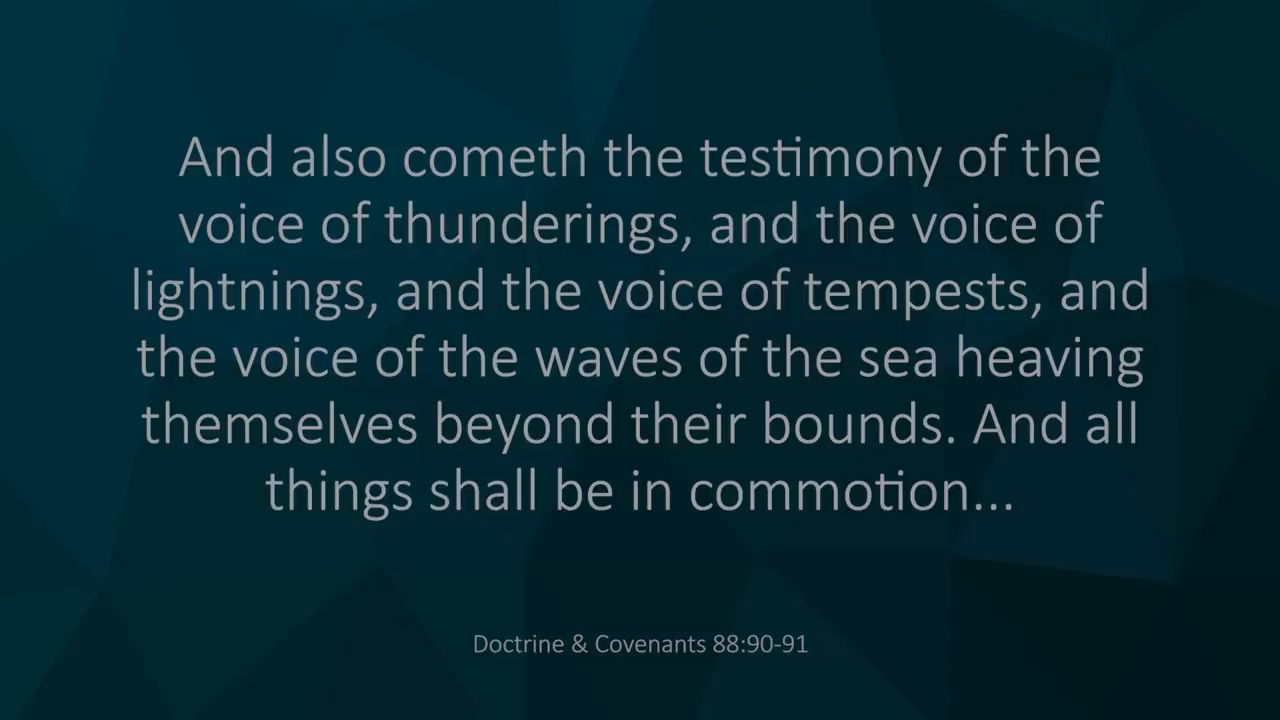 And also cometh the testimony of the
voice of thunderings, and the voice of
lightnings, and the voice of tempests, and
the voice of the waves of the sea heaving
themselves beyond their bounds. And all
things shall be in commotion...
Doctrine & Covenants 88:90-91